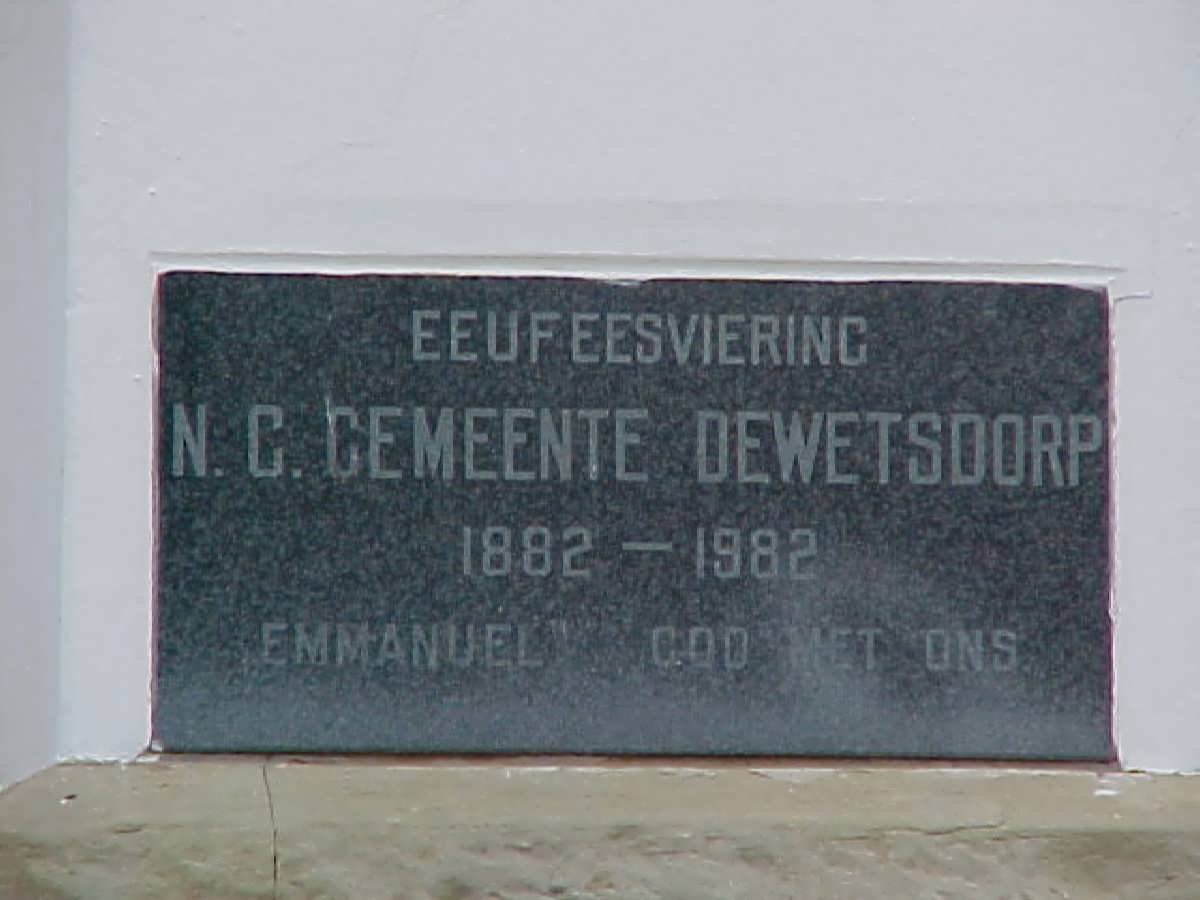 EEUFEESVIERING
N. G. GEMEENTE DEWETSDORP
1882 — 1982
"EMMANUEL" GOD MET ONS